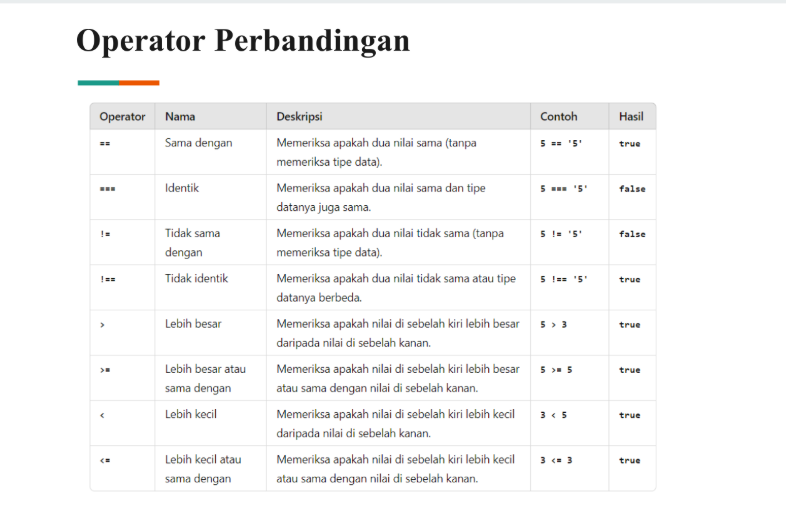 Operator Perbandingan
Operator Nama Deskripsi Contoh Hasil
== Sama dengan Memeriksa apakah dua nilai sama (tanpa 5 == '5' true
memeriksa tipe data).
=== Identik Memeriksa apakah dua nilai sama dan tipe 5 === '5' false
datanya juga sama.
!= Tidak sama Memeriksa apakah dua nilai tidak sama (tanpa 5 != '5' false
dengan memeriksa tipe data).
!== Tidak identik Memeriksa apakah dua nilai tidak sama atau tipe 5 !== '5' true
datanya berbeda.
> Lebih besar Memeriksa apakah nilai di sebelah kiri lebih besar 5 > 3 true
daripada nilai di sebelah kanan.
>= Lebih besar atau Memeriksa apakah nilai di sebelah kiri lebih besar 5 >= 5 true
sama dengan atau sama dengan nilai di sebelah kanan.
< Lebih kecil Memeriksa apakah nilai di sebelah kiri lebih kecil 3 < 5 true
daripada nilai di sebelah kanan.
<= Lebih kecil atau Memeriksa apakah nilai di sebelah kiri lebih kecil 3 <= 3 true
sama dengan atau sama dengan nilai di sebelah kanan.